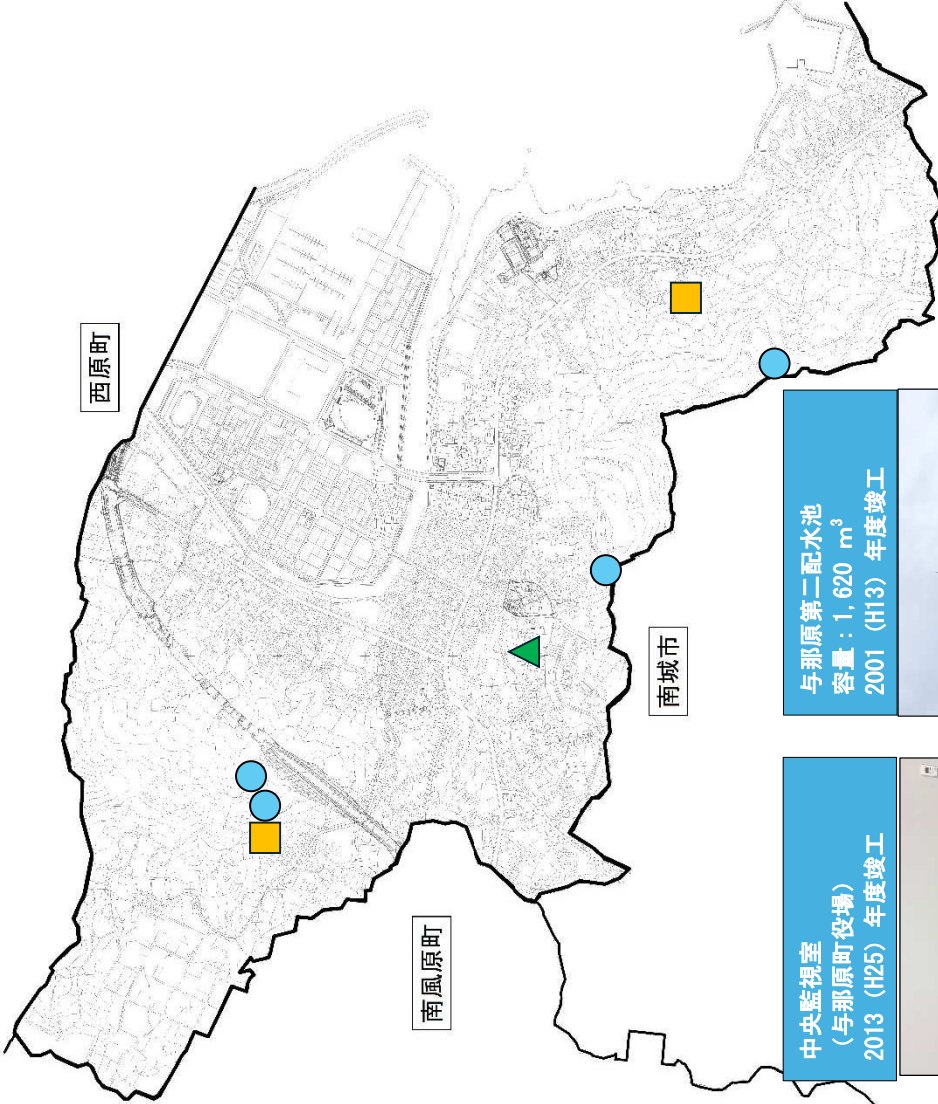 西原町
南城市
南風原町
与那原第二配水池
容量：1,620 m³
2001 (H13) 年度竣工
中央監視室
(与那原町役場)
2013 (H25) 年度竣工